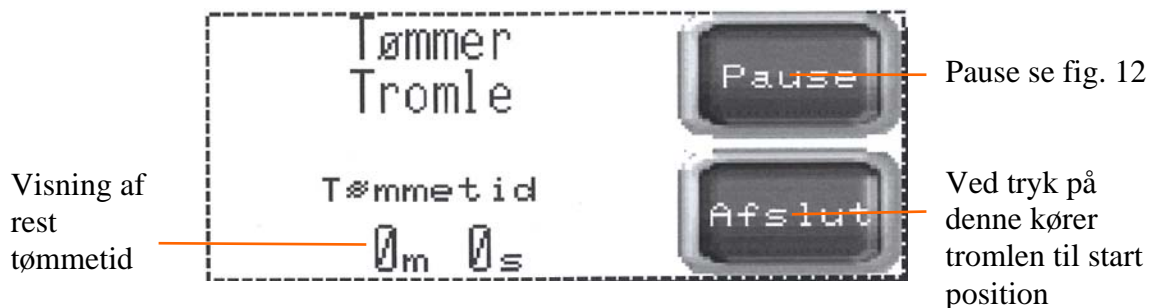 Tømmer
Tromle
Pause
Pause se fig. 12
Visning af
rest
tømmetid
Tømmetid
0m 0s
Afslut
Ved tryk på
denne kører
tromlen til start
position